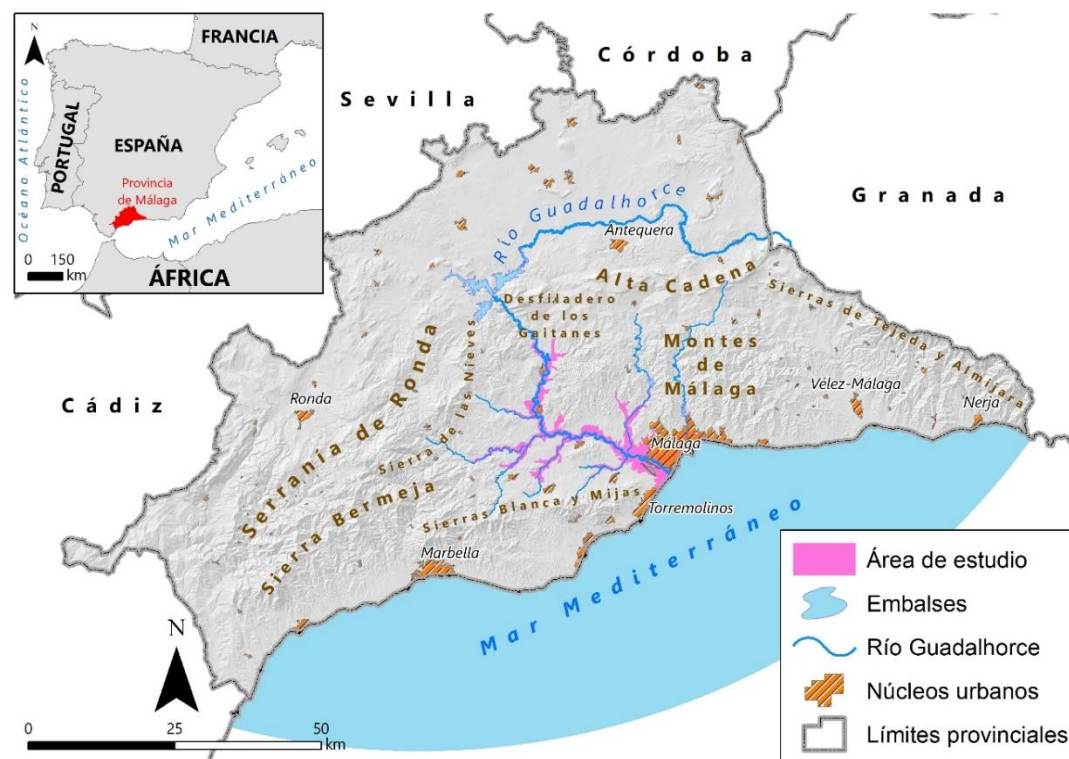 N
FRANCIA
Océano Atlántico
PORTUGAL
ESPAÑA
Provincia
de Málaga
Mar Mediterráneo
0 150
km
ÁFRICA
Córdoba
Sevilla
Granada
Cádiz
Río Guadalhorce
Antequera
Alta Cadena
Desfiladero
de los
Gaitanes
Sierras de Tejeda y Almijara
Montes
de
Málaga
Serranía de Ronda
Sierra de las Nieves
Ronda
Vélez-Málaga
Nerja
Málaga
Sierra Bermeja
Sierras Blanca y Mijas
Torremolinos
Marbella
Mar Mediterráneo
N
0 25 50
km
Área de estudio
Embalses
Río Guadalhorce
Núcleos urbanos
Límites provinciales